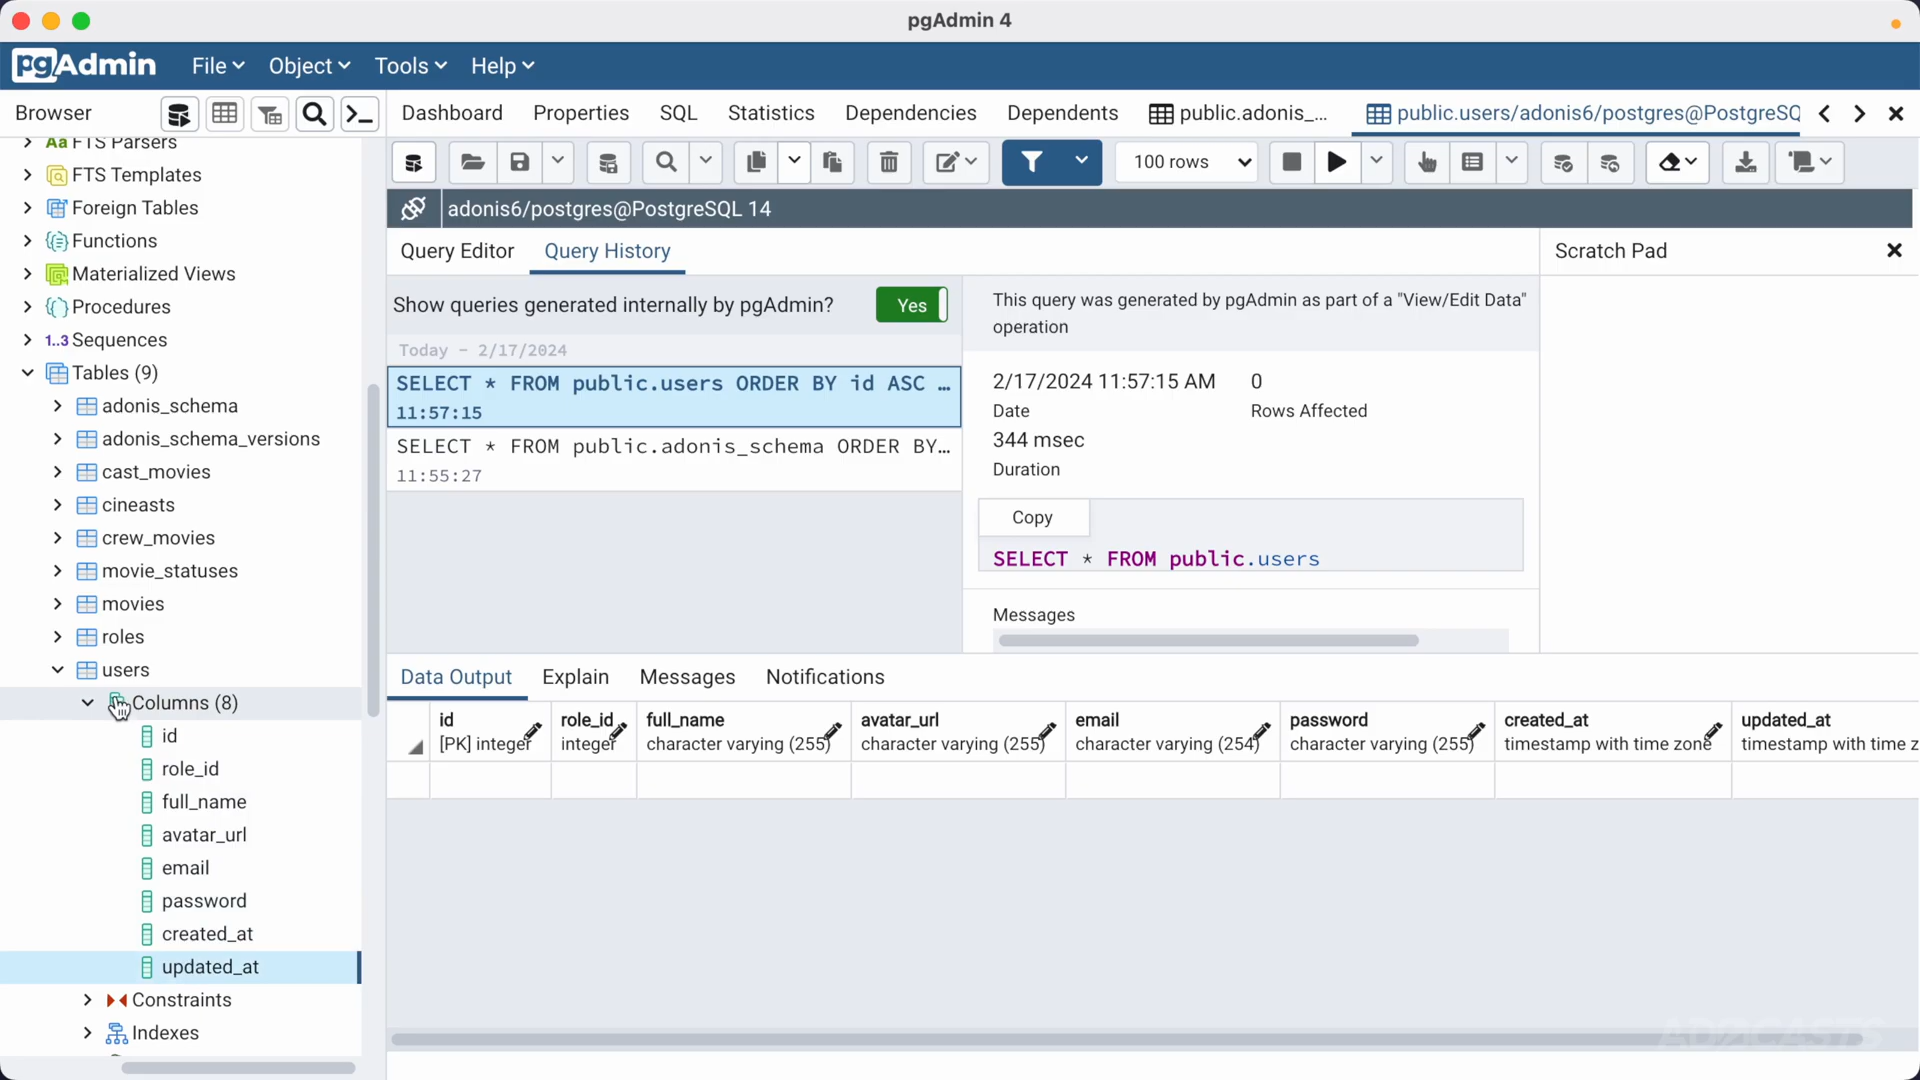 pgAdmin 4
pgAdmin File Object Tools Help
Browser
Dashboard Properties SQL Statistics Dependencies Dependents public.adonis_... public.users/adonis6/postgres@PostgreSQ
100 rows
adonis6/postgres@PostgreSQL 14
Aa FTS Parsers
FTS Templates
Foreign Tables
Functions
Materialized Views
Procedures
1..3 Sequences
Tables (9)
adonis_schema
adonis_schema_versions
cast_movies
cineasts
crew_movies
movie_statuses
movies
roles
users
Columns (8)
id
role_id
full_name
avatar_url
email
password
created_at
updated_at
Constraints
Indexes
Query Editor Query History
Show queries generated internally by pgAdmin? Yes
Today - 2/17/2024
SELECT * FROM public.users ORDER BY id ASC …
11:57:15
SELECT * FROM public.adonis_schema ORDER BY…
11:55:27
This query was generated by pgAdmin as part of a "View/Edit Data"
operation
2/17/2024 11:57:15 AM 0
Date Rows Affected
344 msec
Duration
Copy
SELECT * FROM public.users
Messages
Scratch Pad
Data Output Explain Messages Notifications
id role_id full_name avatar_url email password created_at updated_at
[PK] integer integer character varying (255) character varying (255) character varying (254) character varying (255) timestamp with time zone timestamp with time z
ADOCASTS